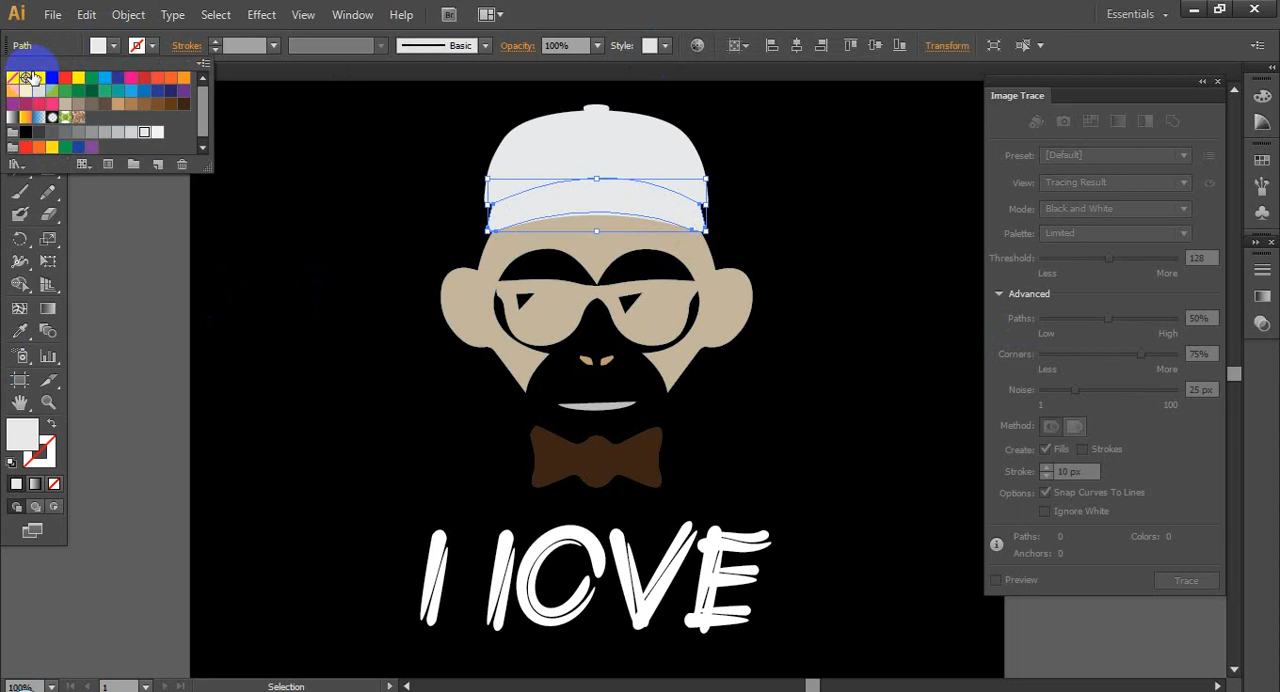 Ai File Edit Object Type Select Effect View Window Help Br Essentials
Path Stroke: Basic Opacity: 100% Style: Transform
Image Trace
Preset: [Default]
View: Tracing Result
Mode: Black and White
Palette: Limited
Threshold: 128
Less More
Advanced
Paths: 50%
Low High
Corners: 75%
Less More
Noise: 25 px
1 100
Method:
Create: Fills Strokes
Stroke: 10 px
Options: Snap Curves To Lines
Ignore White
Paths: 0 Colors: 0
Anchors: 0
Preview Trace
I lOVE
100% 1 Selection